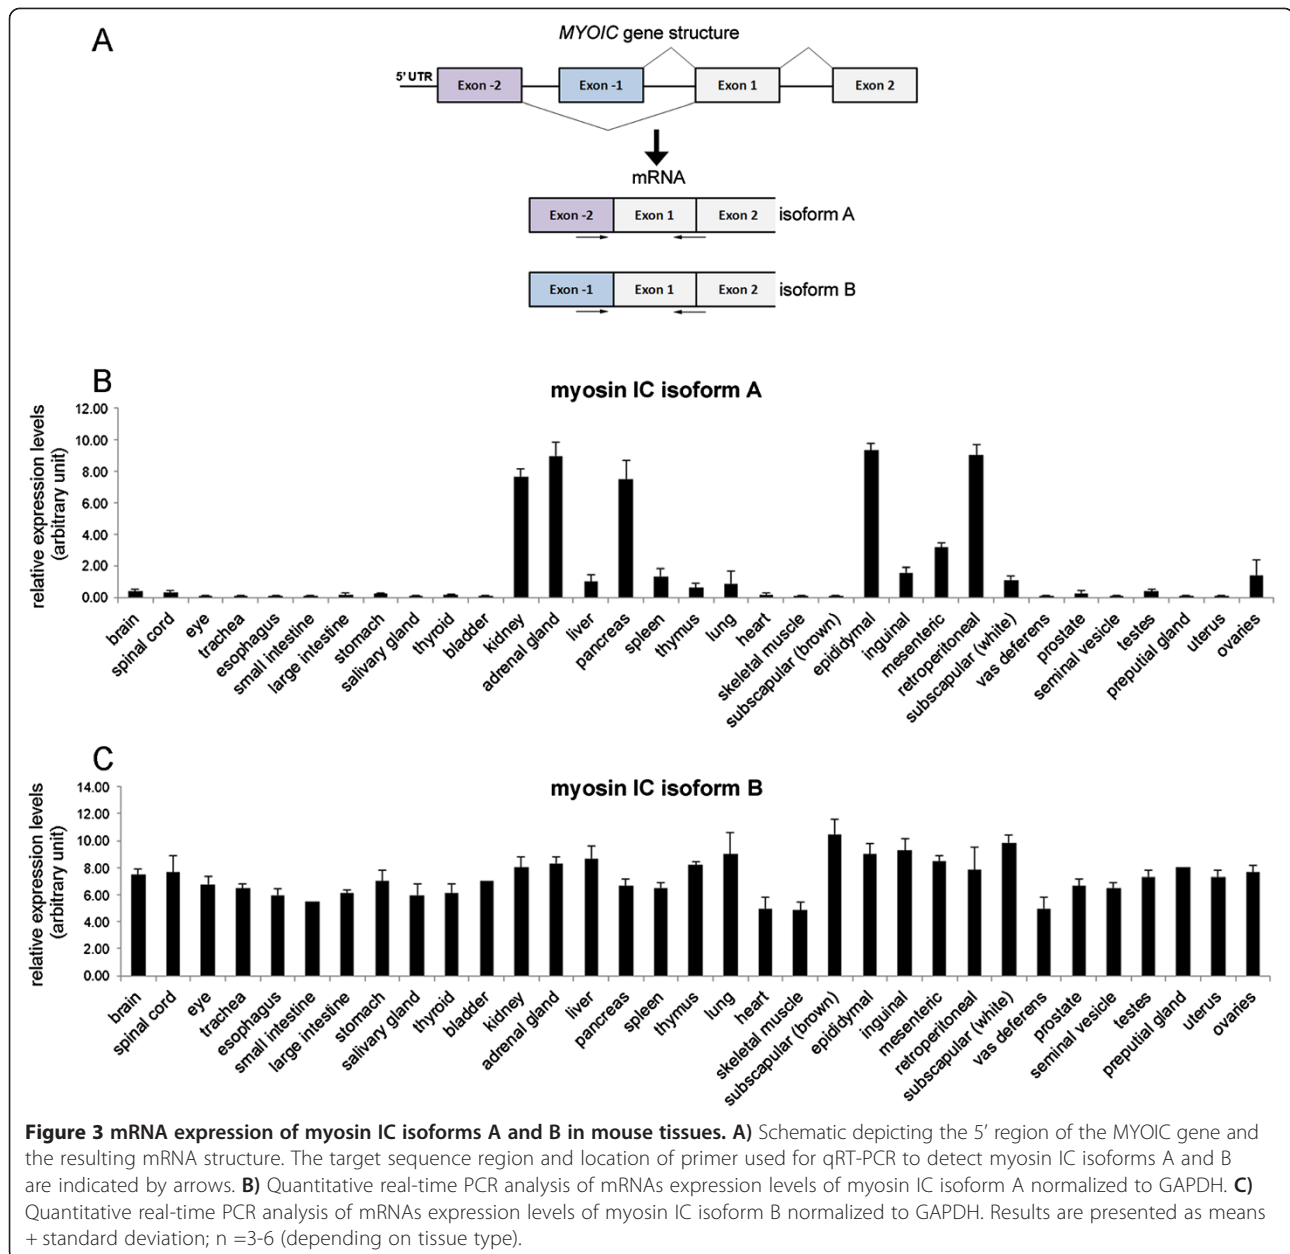 A
MYOIC gene structure
5' UTR
Exon -2
Exon -1
Exon 1
Exon 2
mRNA
Exon -2
Exon 1
Exon 2
isoform A
Exon -1
Exon 1
Exon 2
isoform B
B
myosin IC isoform A
relative expression levels
(arbitrary unit)
12.00
10.00
8.00
6.00
4.00
2.00
0.00
brain
spinal cord
eye
trachea
esophagus
small intestine
large intestine
stomach
salivary gland
thyroid
bladder
kidney
adrenal gland
liver
pancreas
spleen
thymus
lung
heart
skeletal muscle
subscapular (brown)
epididymal
inguinal
mesenteric
retroperitoneal
subscapular (white)
vas deferens
prostate
seminal vesicle
testes
preputial gland
uterus
ovaries
C
myosin IC isoform B
relative expression levels
(arbitrary unit)
14.00
12.00
10.00
8.00
6.00
4.00
2.00
0.00
brain
spinal cord
eye
trachea
esophagus
small intestine
large intestine
stomach
salivary gland
thyroid
bladder
kidney
adrenal gland
liver
pancreas
spleen
thymus
lung
heart
skeletal muscle
subscapular (brown)
epididymal
inguinal
mesenteric
retroperitoneal
subscapular (white)
vas deferens
prostate
seminal vesicle
testes
preputial gland
uterus
ovaries
Figure 3 mRNA expression of myosin IC isoforms A and B in mouse tissues. A) Schematic depicting the 5' region of the MYOIC gene and
the resulting mRNA structure. The target sequence region and location of primer used for qRT-PCR to detect myosin IC isoforms A and B
are indicated by arrows. B) Quantitative real-time PCR analysis of mRNAs expression levels of myosin IC isoform A normalized to GAPDH. C)
Quantitative real-time PCR analysis of mRNAs expression levels of myosin IC isoform B normalized to GAPDH. Results are presented as means
+ standard deviation; n =3-6 (depending on tissue type).